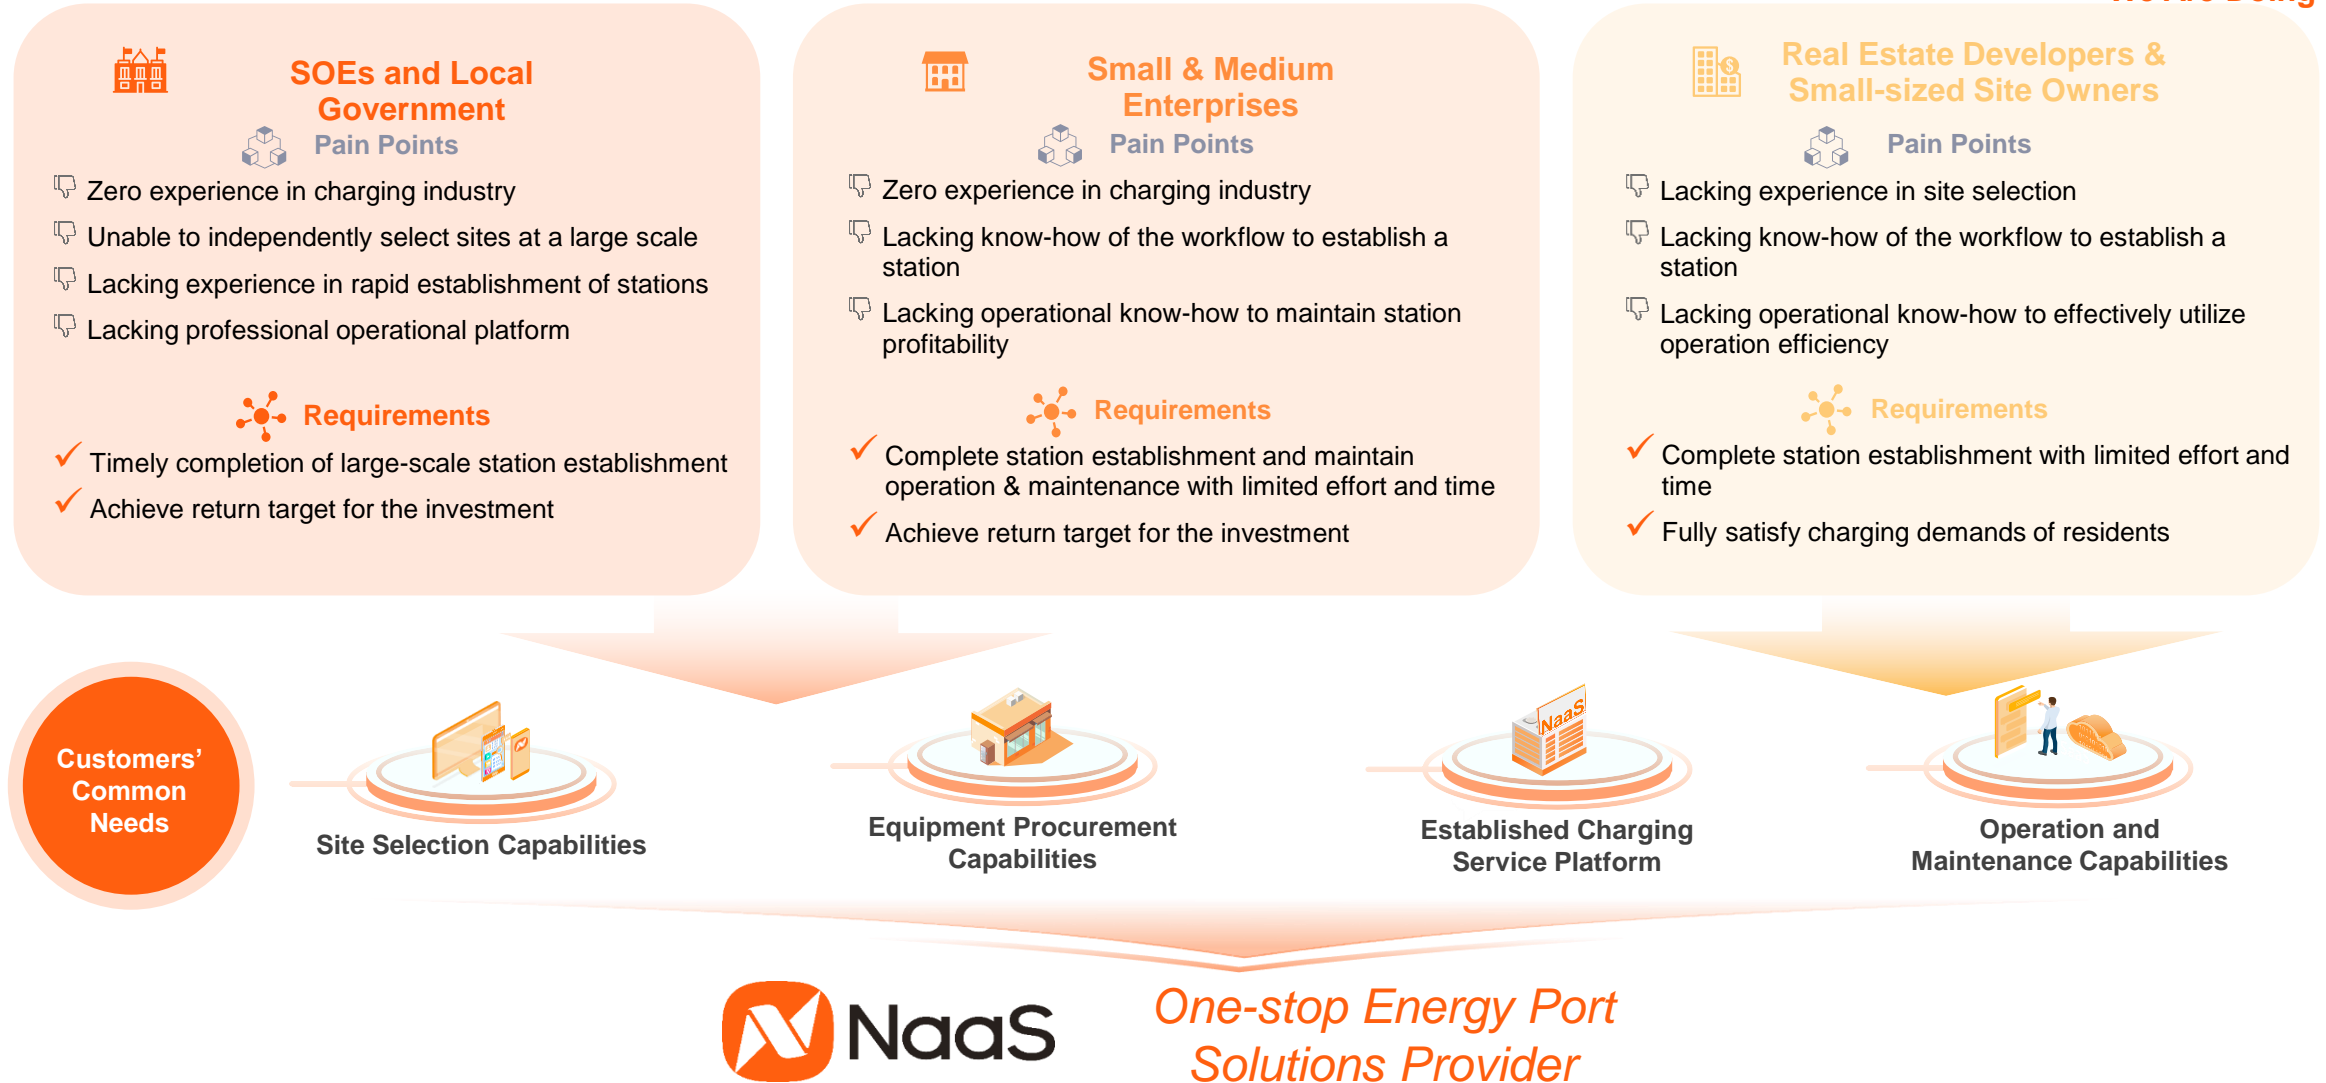 We Are Doing
SOEs and Local
Government
Pain Points
Zero experience in charging industry
Unable to independently select sites at a large scale
Lacking experience in rapid establishment of stations
Lacking professional operational platform
Requirements
Timely completion of large-scale station establishment
Achieve return target for the investment
Small & Medium
Enterprises
Pain Points
Zero experience in charging industry
Lacking know-how of the workflow to establish a
station
Lacking operational know-how to maintain station
profitability
Requirements
Complete station establishment and maintain
operation & maintenance with limited effort and time
Achieve return target for the investment
Real Estate Developers &
Small-sized Site Owners
Pain Points
Lacking experience in site selection
Lacking know-how of the workflow to establish a
station
Lacking operational know-how to effectively utilize
operation efficiency
Requirements
Complete station establishment with limited effort and
time
Fully satisfy charging demands of residents
Customers’
Common
Needs
Site Selection Capabilities
Equipment Procurement
Capabilities
NaaS
Established Charging
Service Platform
Operation and
Maintenance Capabilities
NaaS
One-stop Energy Port
Solutions Provider